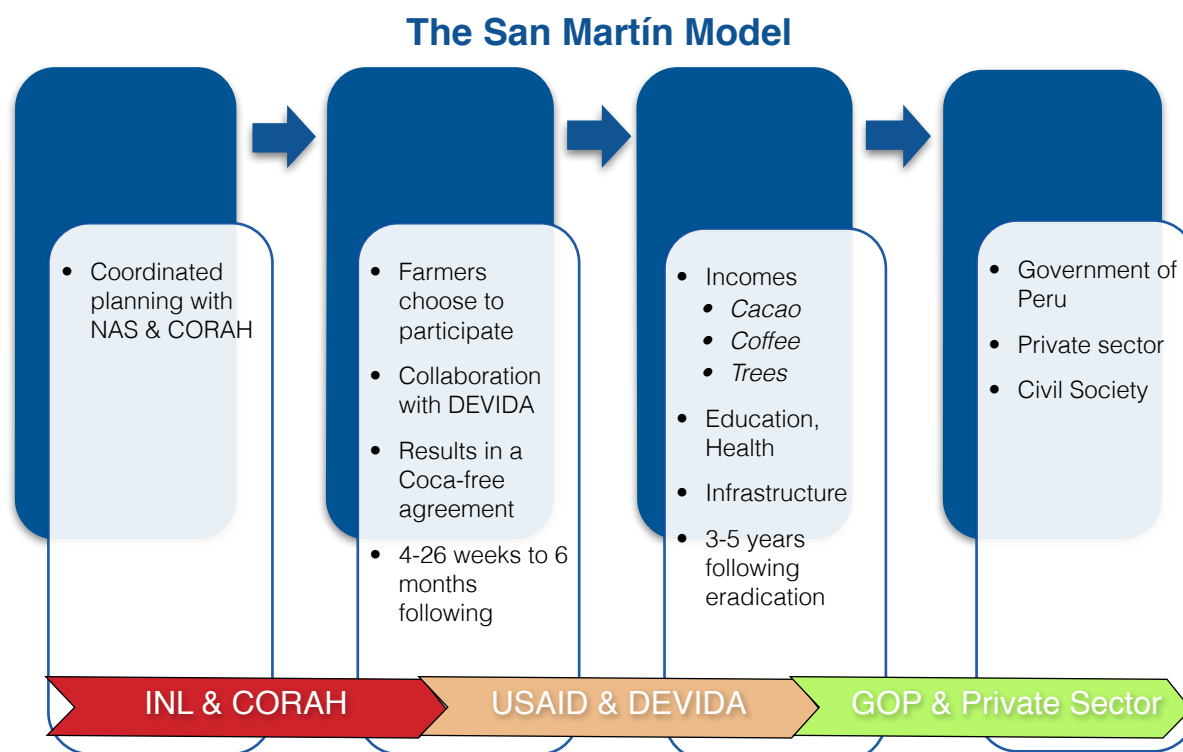 The San Martín Model
• Coordinated
planning with
NAS & CORAH
• Farmers
choose to
participate
• Collaboration
with DEVIDA
• Results in a
Coca-free
agreement
• 4-26 weeks to 6
months
following
• Incomes
• Cacao
• Coffee
• Trees
• Education,
Health
• Infrastructure
• 3-5 years
following
eradication
• Government of
Peru
• Private sector
• Civil Society
INL & CORAH
USAID & DEVIDA
GOP & Private Sector